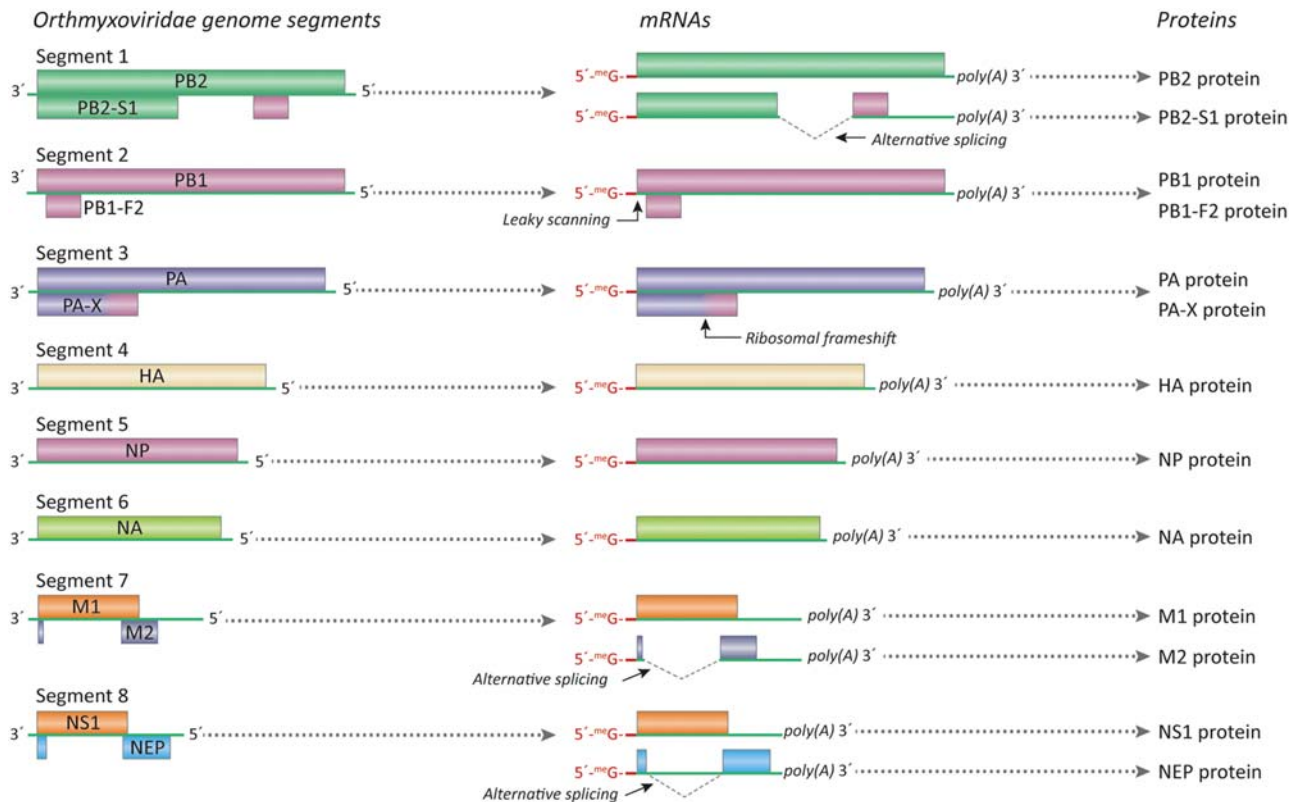 Orthmyxoviridae genome segments mRNAs Proteins
Segment 1
3´ PB2 5´ 5´-meG- poly(A) 3´ PB2 protein
PB2-S1 5´-meG- poly(A) 3´ PB2-S1 protein
Alternative splicing
Segment 2
3´ PB1 5´ 5´-meG- poly(A) 3´ PB1 protein
PB1-F2 Leaky scanning PB1-F2 protein
Segment 3
3´ PA 5´ 5´-meG- poly(A) 3´ PA protein
PA-X PA-X protein
Ribosomal frameshift
Segment 4
3´ HA 5´ 5´-meG- poly(A) 3´ HA protein
Segment 5
3´ NP 5´ 5´-meG- poly(A) 3´ NP protein
Segment 6
3´ NA 5´ 5´-meG- poly(A) 3´ NA protein
Segment 7
3´ M1 5´ 5´-meG- poly(A) 3´ M1 protein
M2 5´-meG- poly(A) 3´ M2 protein
Alternative splicing
Segment 8
3´ NS1 5´ 5´-meG- poly(A) 3´ NS1 protein
NEP 5´-meG- poly(A) 3´ NEP protein
Alternative splicing